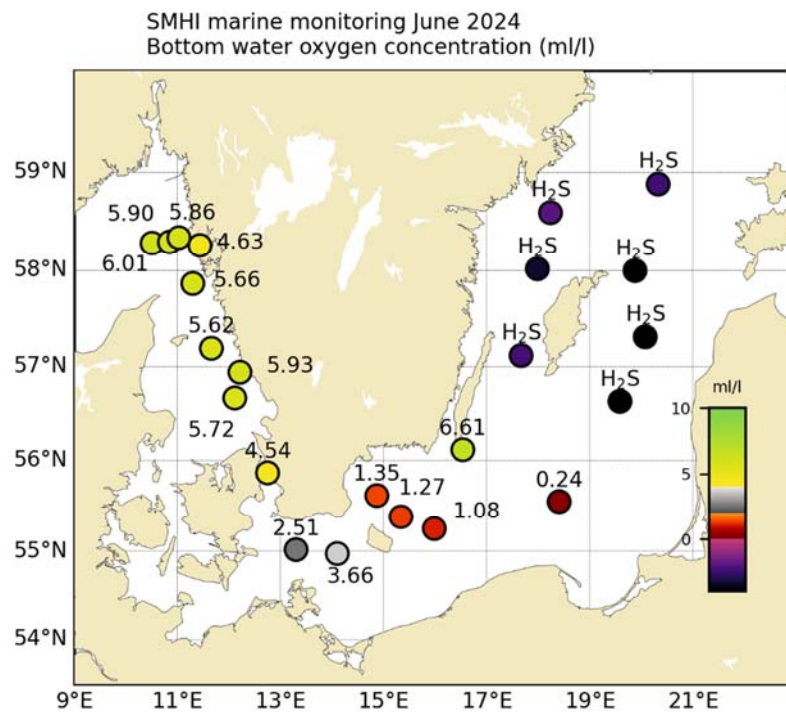 SMHI marine monitoring June 2024
Bottom water oxygen concentration (ml/l)
59°N
58°N
57°N
56°N
55°N
54°N
9°E 11°E 13°E 15°E 17°E 19°E 21°E
5.90 5.86
4.63
6.01
5.66
5.62
5.93
5.72
4.54
2.51
3.66
1.35
1.27
1.08
6.61
0.24
H₂S
H₂S
H₂S
H₂S
H₂S
H₂S
H₂S
ml/l
10
5
0